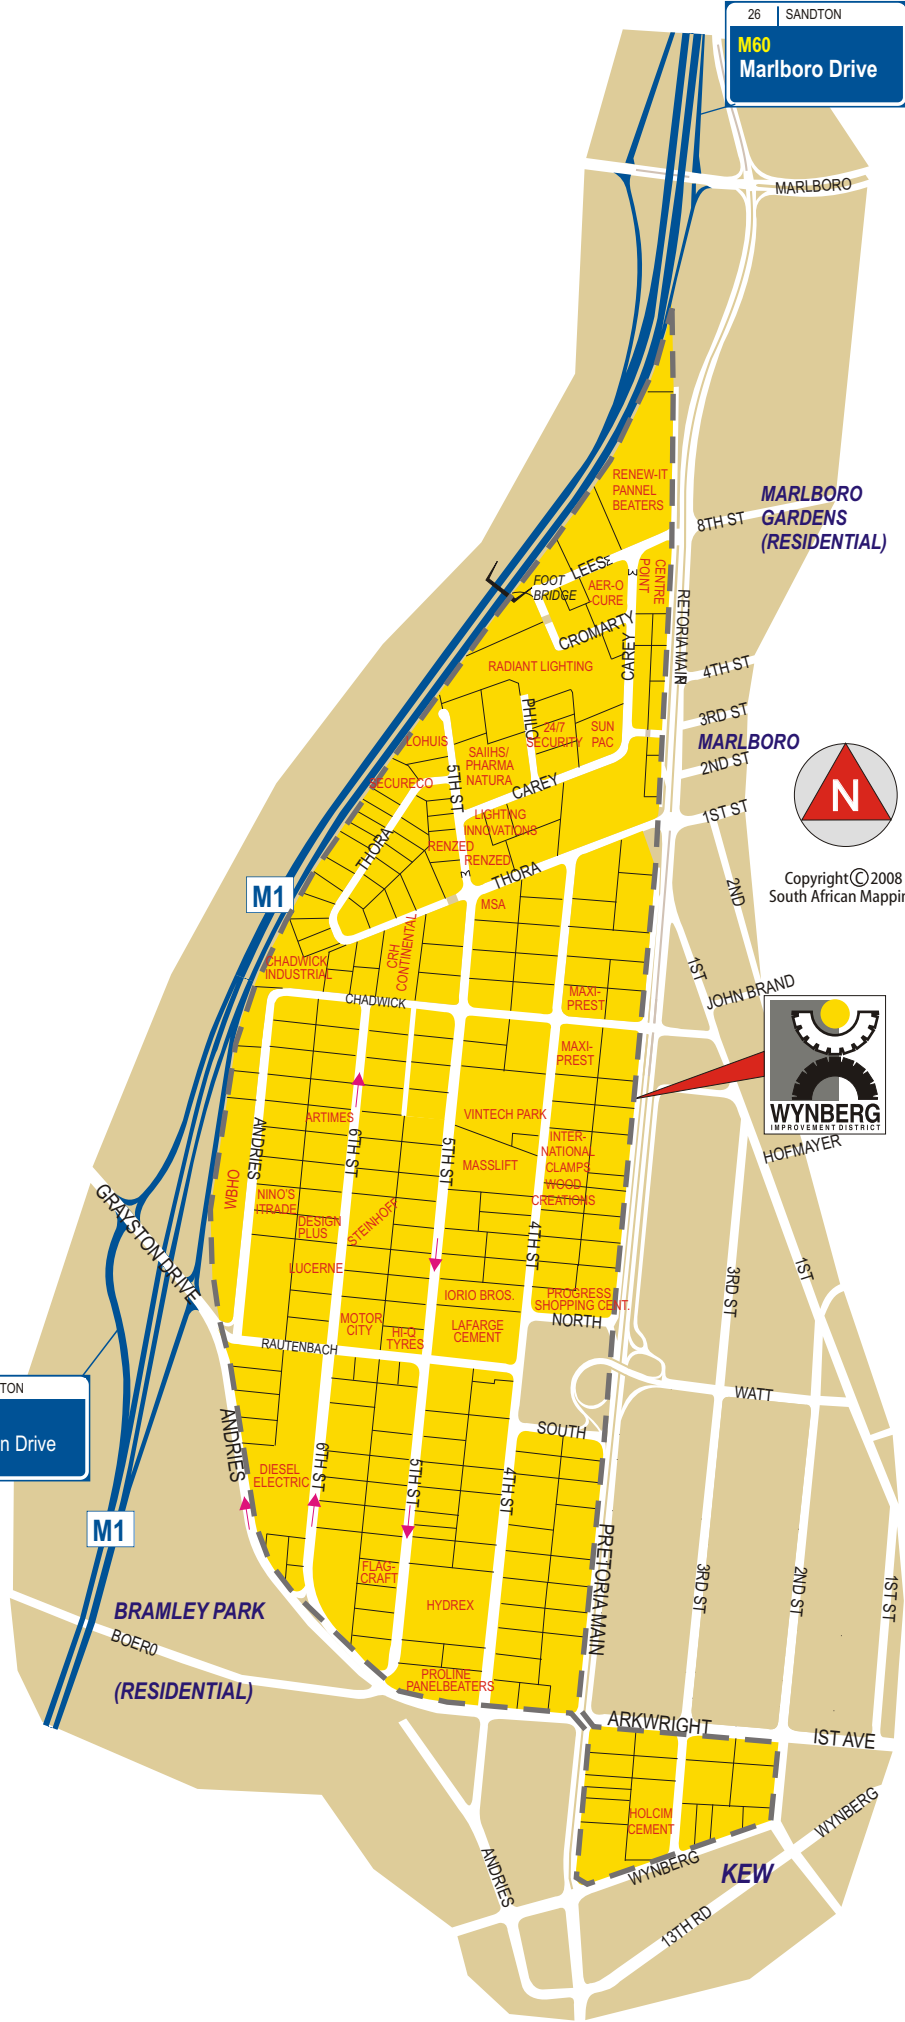 26 SANDTON
M60
Marlboro Drive
MARLBORO
RENEW-IT
PANNEL
BEATERS
MARLBORO
GARDENS
(RESIDENTIAL)
8TH ST
LEES
FOOT
BRIDGE
AER-O
CURE
CENTRE
POINT
CROMARTY
CAREY
RETORIA MAIN
RADIANT LIGHTING
4TH ST
PHILO
3RD ST
24/7
SECURITY
SUN
PAC
LOHUIS
MARLBORO
SAIIHS/
PHARMA
NATURA
2ND ST
SECURECO
5TH ST
CAREY
N
LIGHTING
INNOVATIONS
1ST ST
THORA
RENZED
RENZED
THORA
2ND
Copyright © 2008
South African Mappin
M1
MSA
CRH
CONTINENTAL
CHADWICK
INDUSTRIAL
1ST
JOHN BRAND
CHADWICK
MAXI-
PREST
MAXI-
PREST
WYNBERG
IMPROVEMENT DISTRICT
ARTIMES
VINTECH PARK
ANDRIES
6TH ST
5TH ST
INTER-
NATIONAL
CLAMPS
HOFMAYER
MASSLIFT
WBHO
WOOD
CREATIONS
NINO'S
ITRADE
DESIGN
PLUS
STEINHOFF
GRAYSTON DRIVE
4TH ST
LUCERNE
3RD ST
1ST
IORIO BROS.
PROGRESS
SHOPPING CENT.
MOTOR
CITY
HI-Q
TYRES
LAFARGE
CEMENT
NORTH
RAUTENBACH
TON
n Drive
WATT
ANDRIES
SOUTH
DIESEL
ELECTRIC
6TH ST
5TH ST
4TH ST
M1
PRETORIA MAIN
FLAG-
CRAFT
3RD ST
2ND ST
1ST ST
BRAMLEY PARK
HYDREX
BOERO
(RESIDENTIAL)
PROLINE
PANELBEATERS
ARKWRIGHT
IST AVE
HOLCIM
CEMENT
WYNBERG
WYNBERG
KEW
ANDRIES
13TH RD